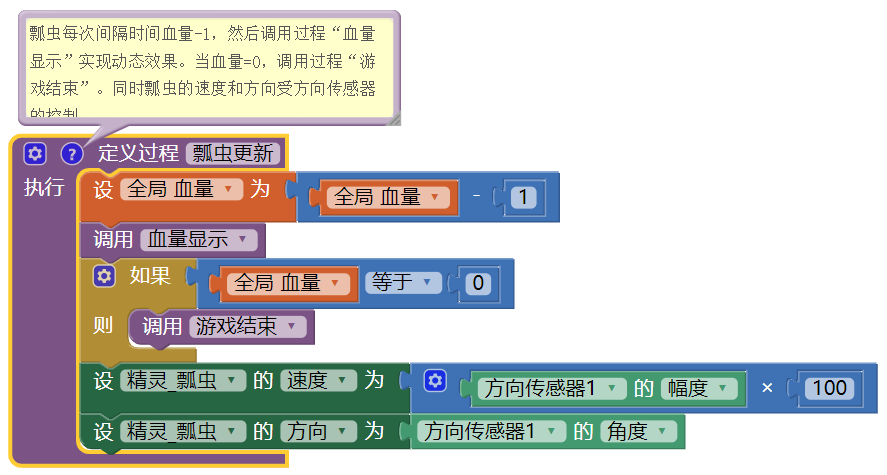 瓢虫每次间隔时间血量-1，然后调用过程“血量
显示”实现动态效果。当血量=0，调用过程“游
戏结束”。同时瓢虫的速度和方向受方向传感器
的控制
? 定义过程 瓢虫更新
执行 设 全局 血量 为 全局 血量 - 1
调用 血量显示
如果 全局 血量 等于 0
则 调用 游戏结束
设 精灵_瓢虫 的 速度 为 方向传感器1 的 幅度 × 100
设 精灵_瓢虫 的 方向 为 方向传感器1 的 角度